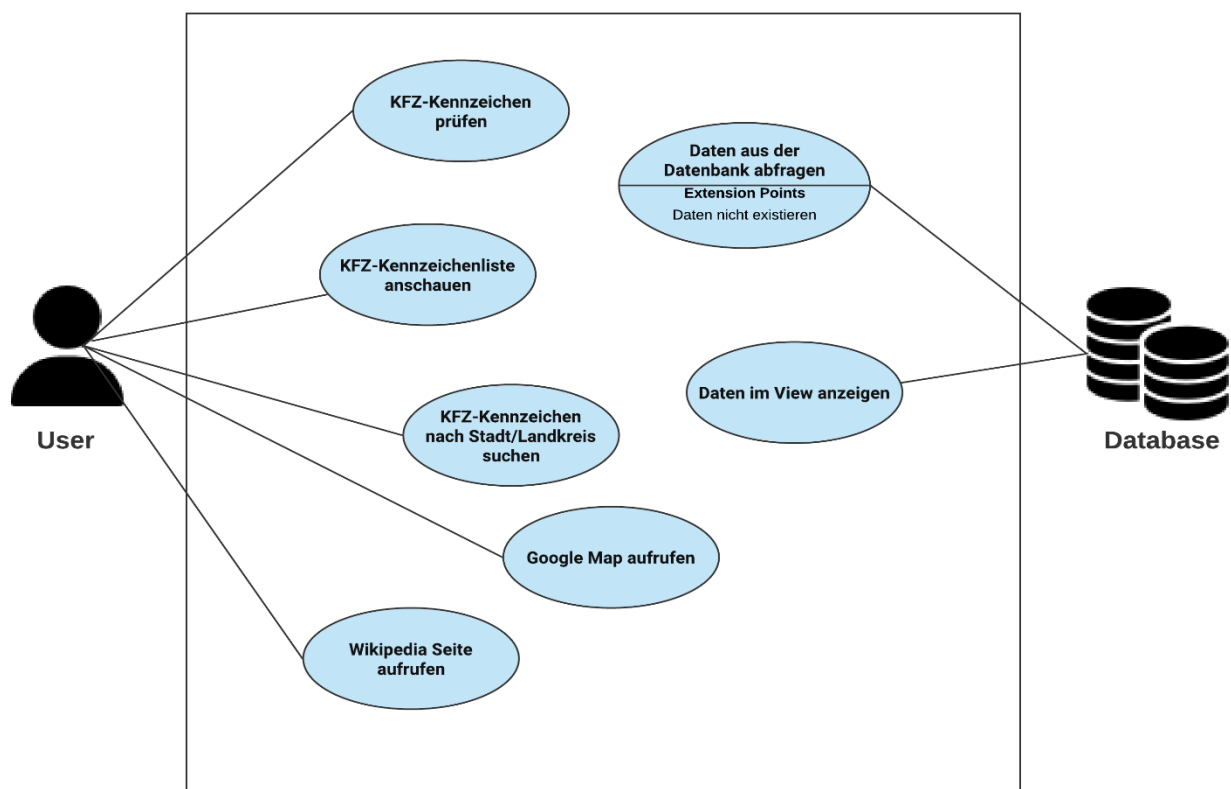 KFZ-Kennzeichen
prüfen
Daten aus der
Datenbank abfragen
Extension Points
Daten nicht existieren
KFZ-Kennzeichenliste
anschauen
Daten im View anzeigen
KFZ-Kennzeichen
nach Stadt/Landkreis
suchen
User
Database
Google Map aufrufen
Wikipedia Seite
aufrufen